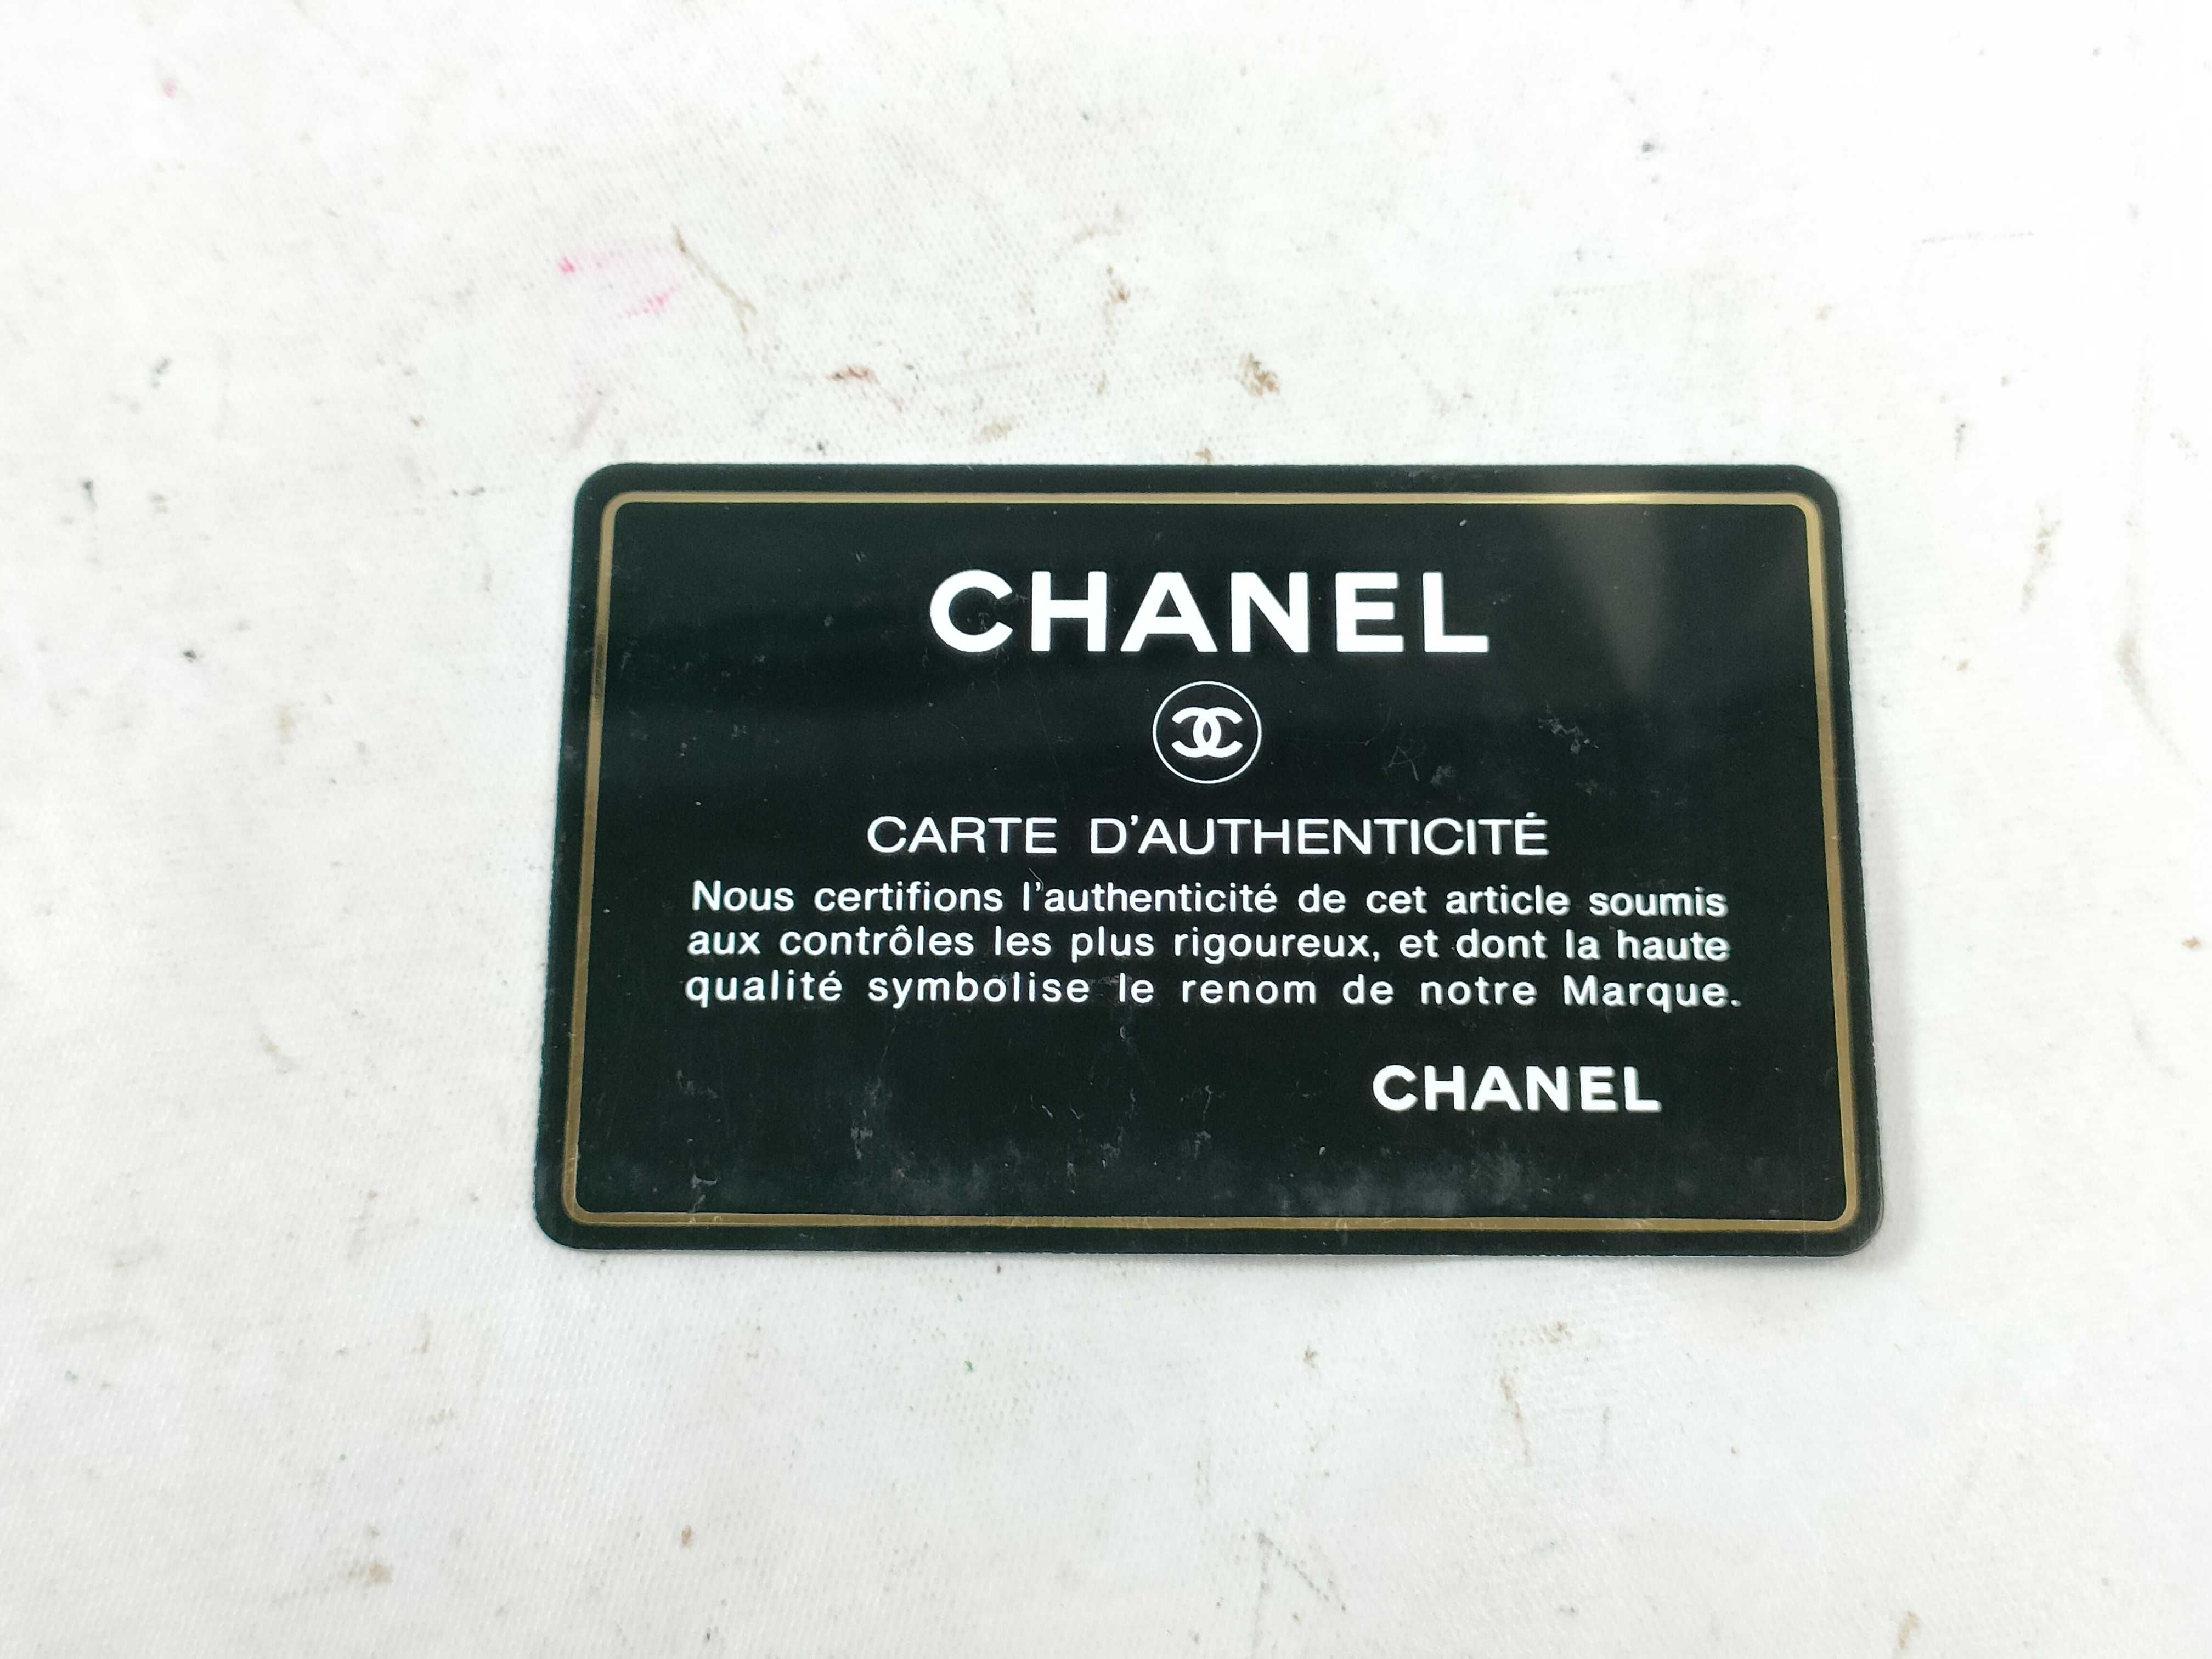 CHANEL
CARTE D'AUTHENTICITÉ
Nous certifions l'authenticité de cet article soumis
aux contrôles les plus rigoureux, et dont la haute
qualité symbolise le renom de notre Marque.
CHANEL